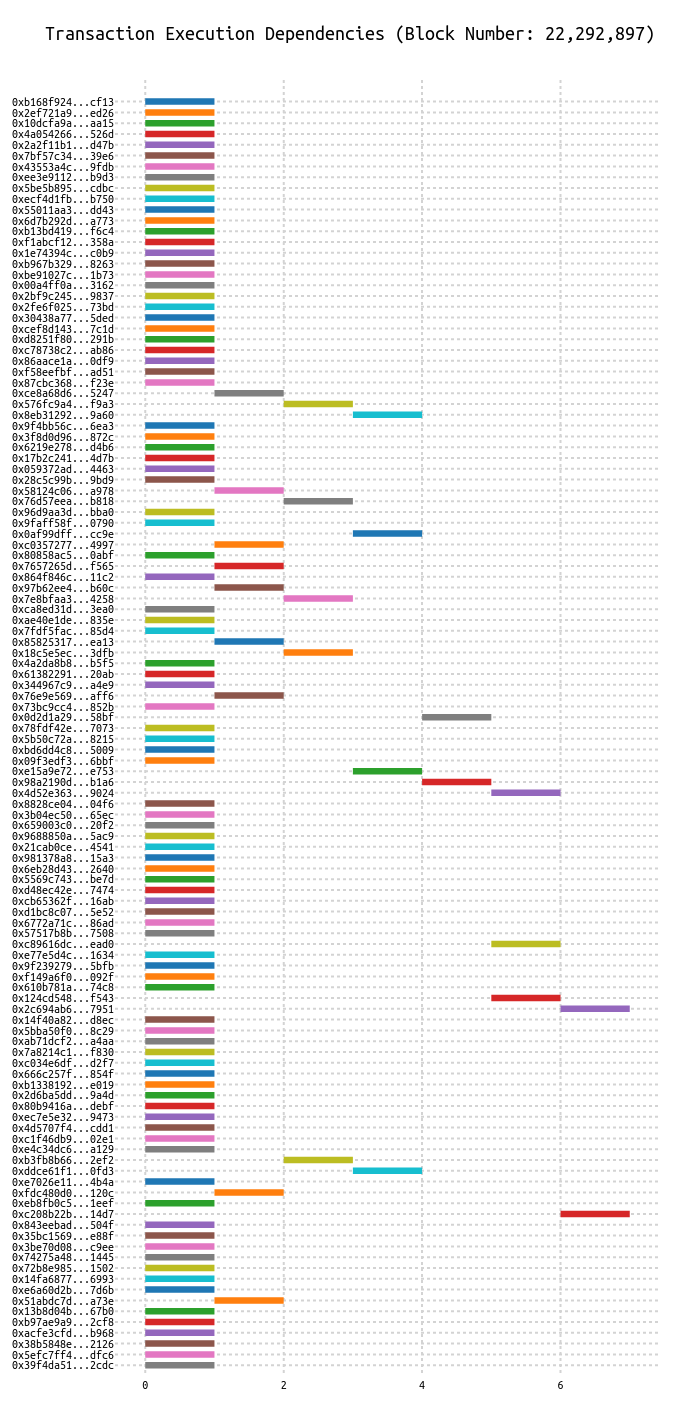 Transaction Execution Dependencies (Block Number: 22,292,897)
0xb168f924...cf13
0x2ef721a9...ed26
0x10dcfa9a...aa15
0x4a054266...526d
0x2a2f11b1...d47b
0x7bf57c34...39e6
0x43553a4c...9fdb
0xee3e9112...b9d3
0x5be5b895...cdbc
0xecf4d1fb...b750
0x55011aa3...dd43
0x6d7b292d...a773
0xb13bd419...f6c4
0xf1abcf12...358a
0x1e74394c...c0b9
0xb967b329...8263
0xbe91027c...1b73
0x00a4ff0a...3162
0x2bf9c245...9837
0x2fe6f025...73bd
0x30438a77...5ded
0xcef8d143...7c1d
0xd8251f80...291b
0xc78738c2...ab86
0x86aace1a...0df9
0xf58eefbf...ad51
0x87cbc368...f23e
0xce8a68d6...5247
0x576fc9a4...f9a3
0x8eb31292...9a60
0x9f4bb56c...6ea3
0x3f8d0d96...872c
0x6219e278...d4b6
0x17b2c241...4d7b
0x059372ad...4463
0x28c5c99b...9bd9
0x58124c06...a978
0x76d57eea...b818
0x96d9aa3d...bba0
0x9faff58f...0790
0x0af99dff...cc9e
0xc0357277...4997
0x80858ac5...0abf
0x7657265d...f565
0x864f846c...11c2
0x97b62ee4...b60c
0x7e8bfaa3...4258
0xca8ed31d...3ea0
0xae40e1de...835e
0x7fdf5fac...85d4
0x85825317...ea13
0x18c5e5ec...3dfb
0x4a2da8b8...b5f5
0x61382291...20ab
0x344967c9...a4e9
0x76e9e569...aff6
0x73bc9cc4...852b
0x0d2d1a29...58bf
0x78fdf42e...7073
0x5b50c72a...8215
0xbd6dd4c8...5009
0x09f3edf3...6bbf
0xe15a9e72...e753
0x98a2190d...b1a6
0x4d52e363...9024
0x8828ce04...04f6
0x3b04ec50...65ec
0x659003c0...20f2
0x9688850a...5ac9
0x21cab0ce...4541
0x981378a8...15a3
0x6eb28d43...2640
0x5569c743...be7d
0xd48ec42e...7474
0xcb65362f...16ab
0xd1bc8c07...5e52
0x6772a71c...86ad
0x57517b8b...7508
0xc89616dc...ead0
0xe77e5d4c...1634
0x9f239279...5bfb
0xf149a6f0...092f
0x610b781a...74c8
0x124cd548...f543
0x2c694ab6...7951
0x14f40a82...d8ec
0x5bba50f0...8c29
0xab71dcf2...a4aa
0x7a8214c1...f830
0xc034e6df...d2f7
0x666c257f...854f
0xb1338192...e019
0x2d6ba5dd...9a4d
0x80b9416a...debf
0xec7e5e32...9473
0x4d5707f4...cdd1
0xc1f46db9...02e1
0xe4c34dc6...a129
0xb3fb8b66...2ef2
0xddce61f1...0fd3
0xe7026e11...4b4a
0xfdc480d0...120c
0xeb8fb0c5...1eef
0xc208b22b...14d7
0x843eebad...504f
0x35bc1569...e88f
0x3be70d08...c9ee
0x74275a48...1445
0x72b8e985...1502
0x14fa6877...6993
0xe6a60d2b...7d6b
0x51abdc7d...a73e
0x13b8d04b...67b0
0xb97ae9a9...2cf8
0xacfe3cfd...b968
0x38b5848e...2126
0x5efc7ff4...dfc6
0x39f4da51...2cdc
0 2 4 6